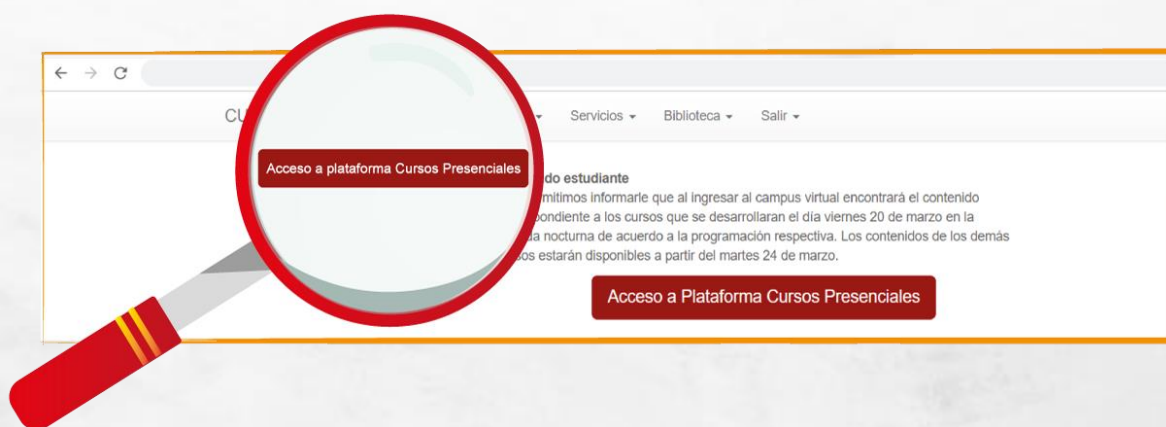 CU
Servicios
Biblioteca
Salir
Acceso a plataforma Cursos Presenciales
do estudiante
mitimos informarle que al ingresar al campus virtual encontrará el contenido
pondiente a los cursos que se desarrollaran el día viernes 20 de marzo en la
nocturna de acuerdo a la programación respectiva. Los contenidos de los demás
sos estarán disponibles a partir del martes 24 de marzo.
Acceso a Plataforma Cursos Presenciales